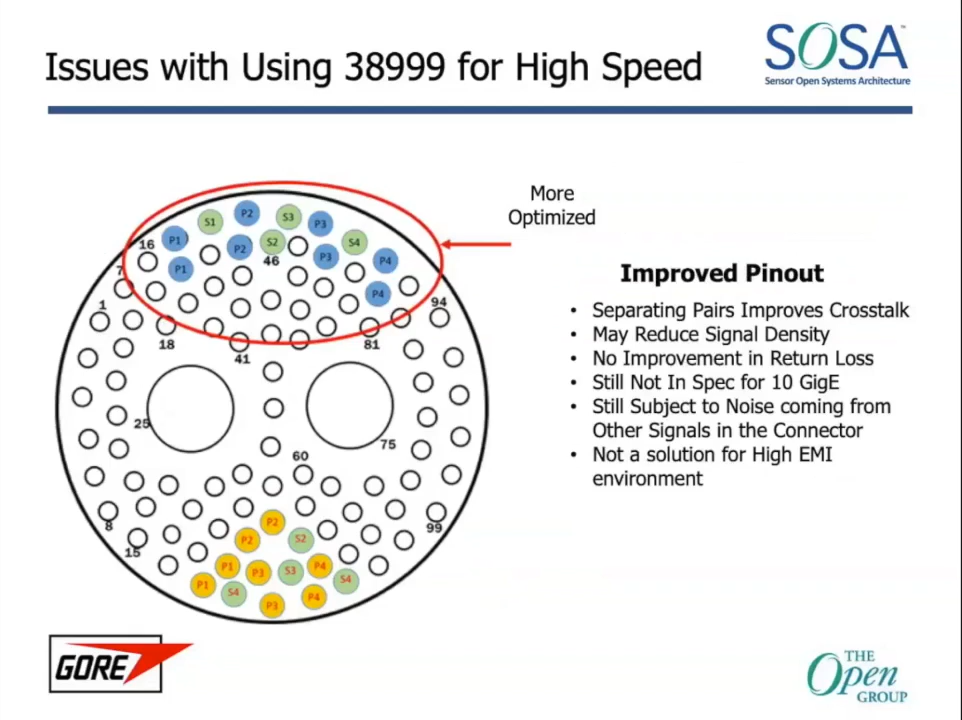 Issues with Using 38999 for High Speed
SOSA™
Sensor Open Systems Architecture
More
Optimized
Improved Pinout
• Separating Pairs Improves Crosstalk
• May Reduce Signal Density
• No Improvement in Return Loss
• Still Not In Spec for 10 GigE
• Still Subject to Noise coming from
Other Signals in the Connector
• Not a solution for High EMI
environment
S1 P2 S3 P3
16 P1 P2 S2 S4
P1 46 P3 P4
7 P4
1 94
18 41 81
25 75
60
8 P2 99
15 P2 S2
P1 P3 S3 P4
P1 S4 P3 P4 S4
GORE
THE
Open
GROUP